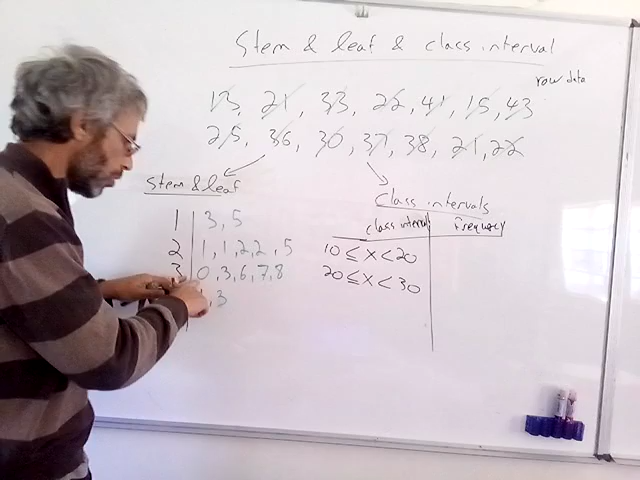 Stem & leaf & class interval
raw data
13, 21, 33, 22, 41, 15, 43
25, 36, 30, 37, 38, 21, 22
Stem & leaf
1 | 3, 5
2 | 1, 1, 2, 2, 5
3 | 0, 3, 6, 7, 8
, 3
Class intervals
class interval | frequency
10 ≤ x < 20
20 ≤ x < 30